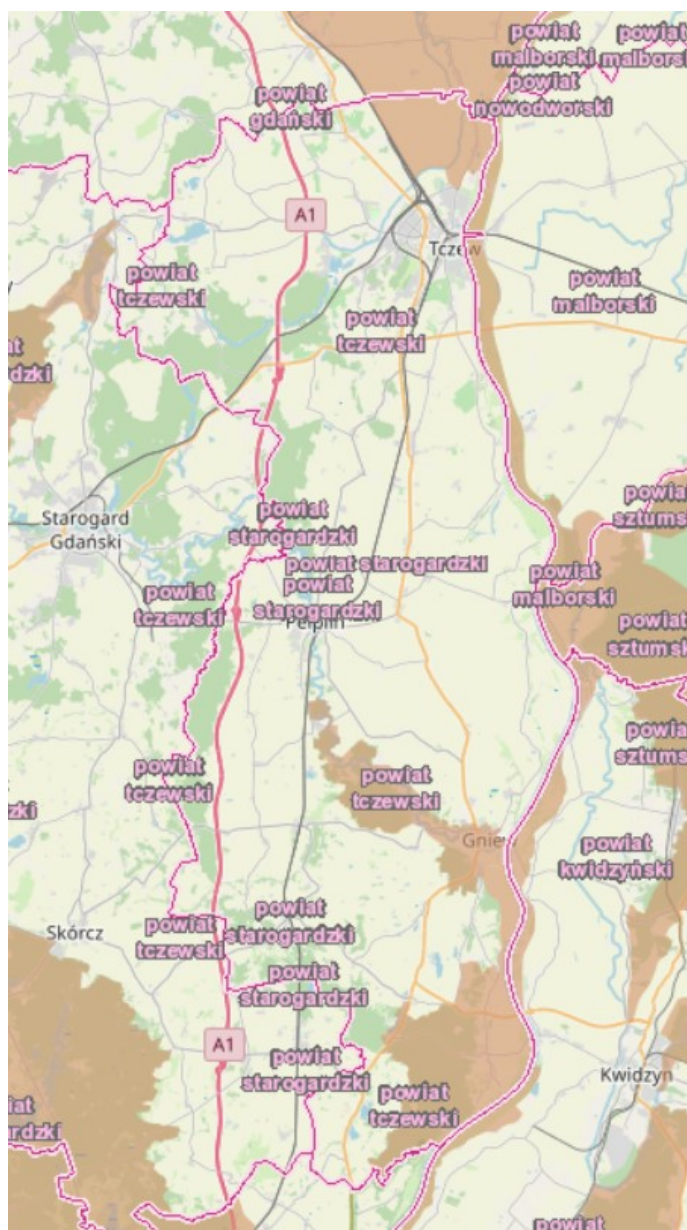 powiat
malborski
powiat
malborski
powiat
nowodworski
powiat
gdański
A1
Tczew
powiat
tczewski
powiat
malborski
powiat
tczewski
Starogard
Gdański
powiat
starogardzki
powiat starogardzki
powiat
starogardzki
Pelplin
powiat
tczewski
powiat
malborski
powiat
tczewski
powiat
tczewski
Gniew
powiat
kwidzyński
Skórcz
powiat
tczewski
powiat
starogardzki
powiat
starogardzki
A1
powiat
starogardzki
powiat
tczewski
Kwidzyn
powiat